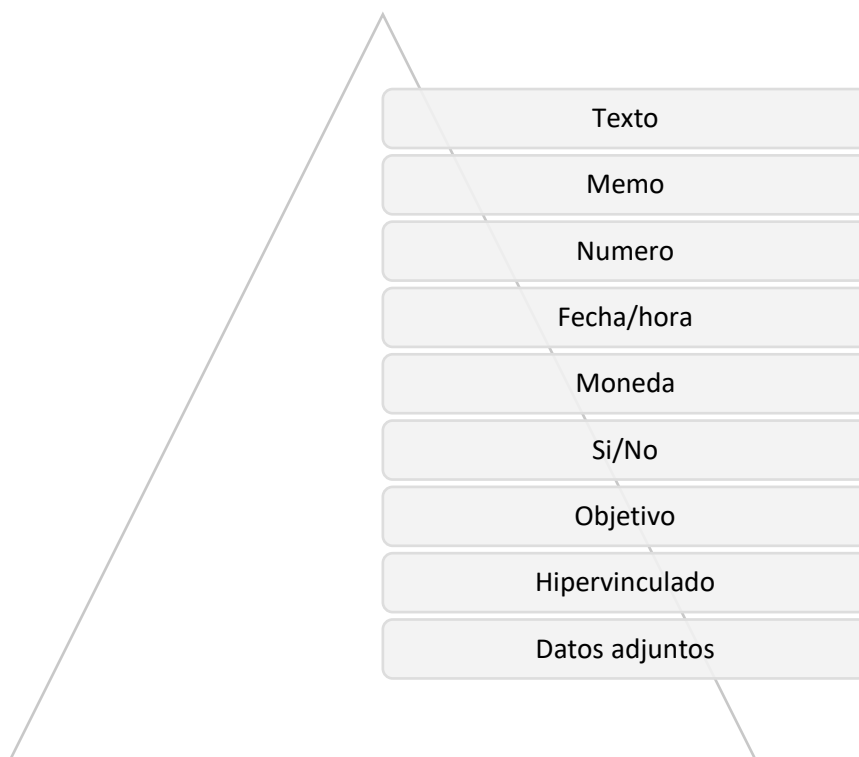 Texto
Memo
Numero
Fecha/hora
Moneda
Si/No
Objetivo
Hipervinculado
Datos adjuntos